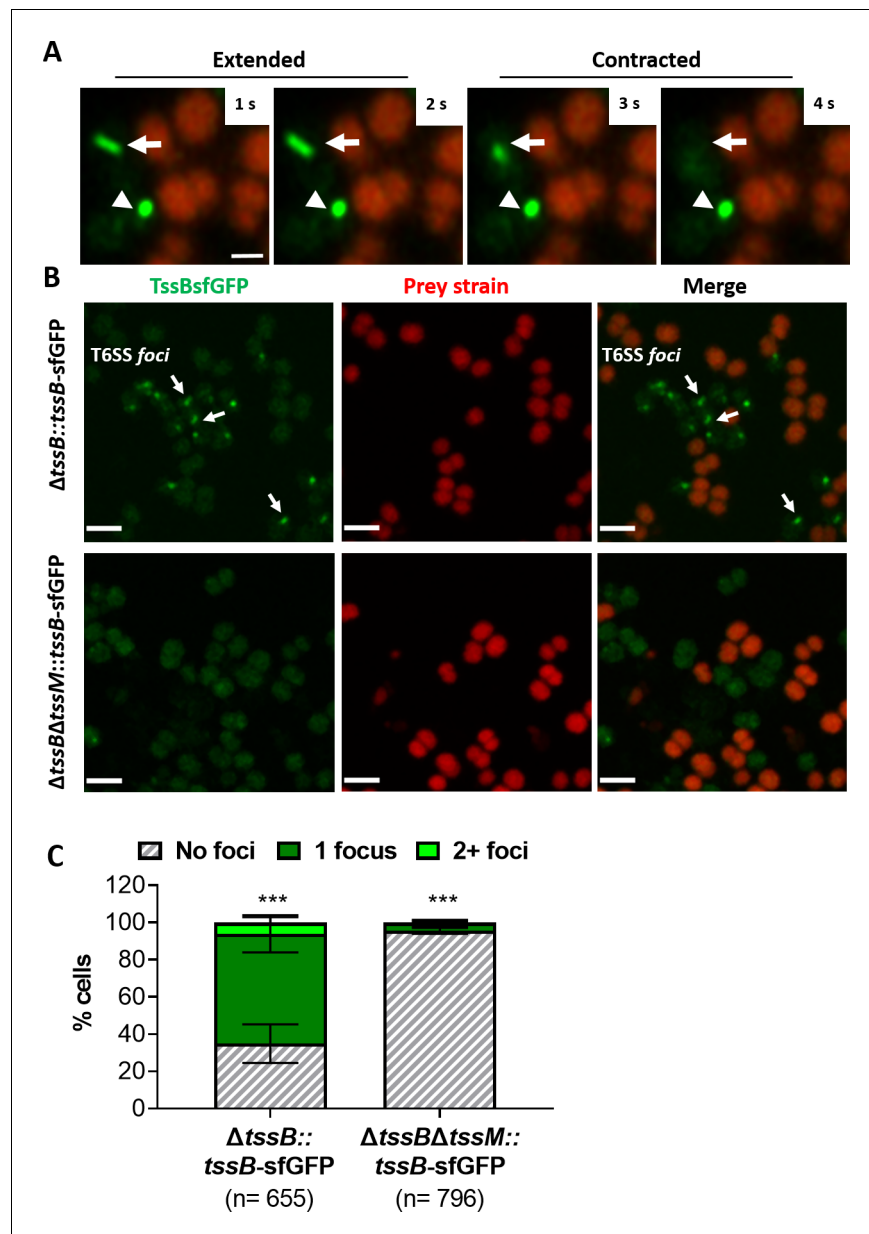 A
Extended
Contracted
1 s
2 s
3 s
4 s
B
TssBsfGFP
Prey strain
Merge
ΔtssB::tssB-sfGFP
T6SS foci
T6SS foci
ΔtssBΔtssM::tssB-sfGFP
C
No foci
1 focus
2+ foci
120
100
80
60
40
20
0
% cells
***
***
ΔtssB::
tssB-sfGFP
(n= 655)
ΔtssBΔtssM::
tssB-sfGFP
(n= 796)